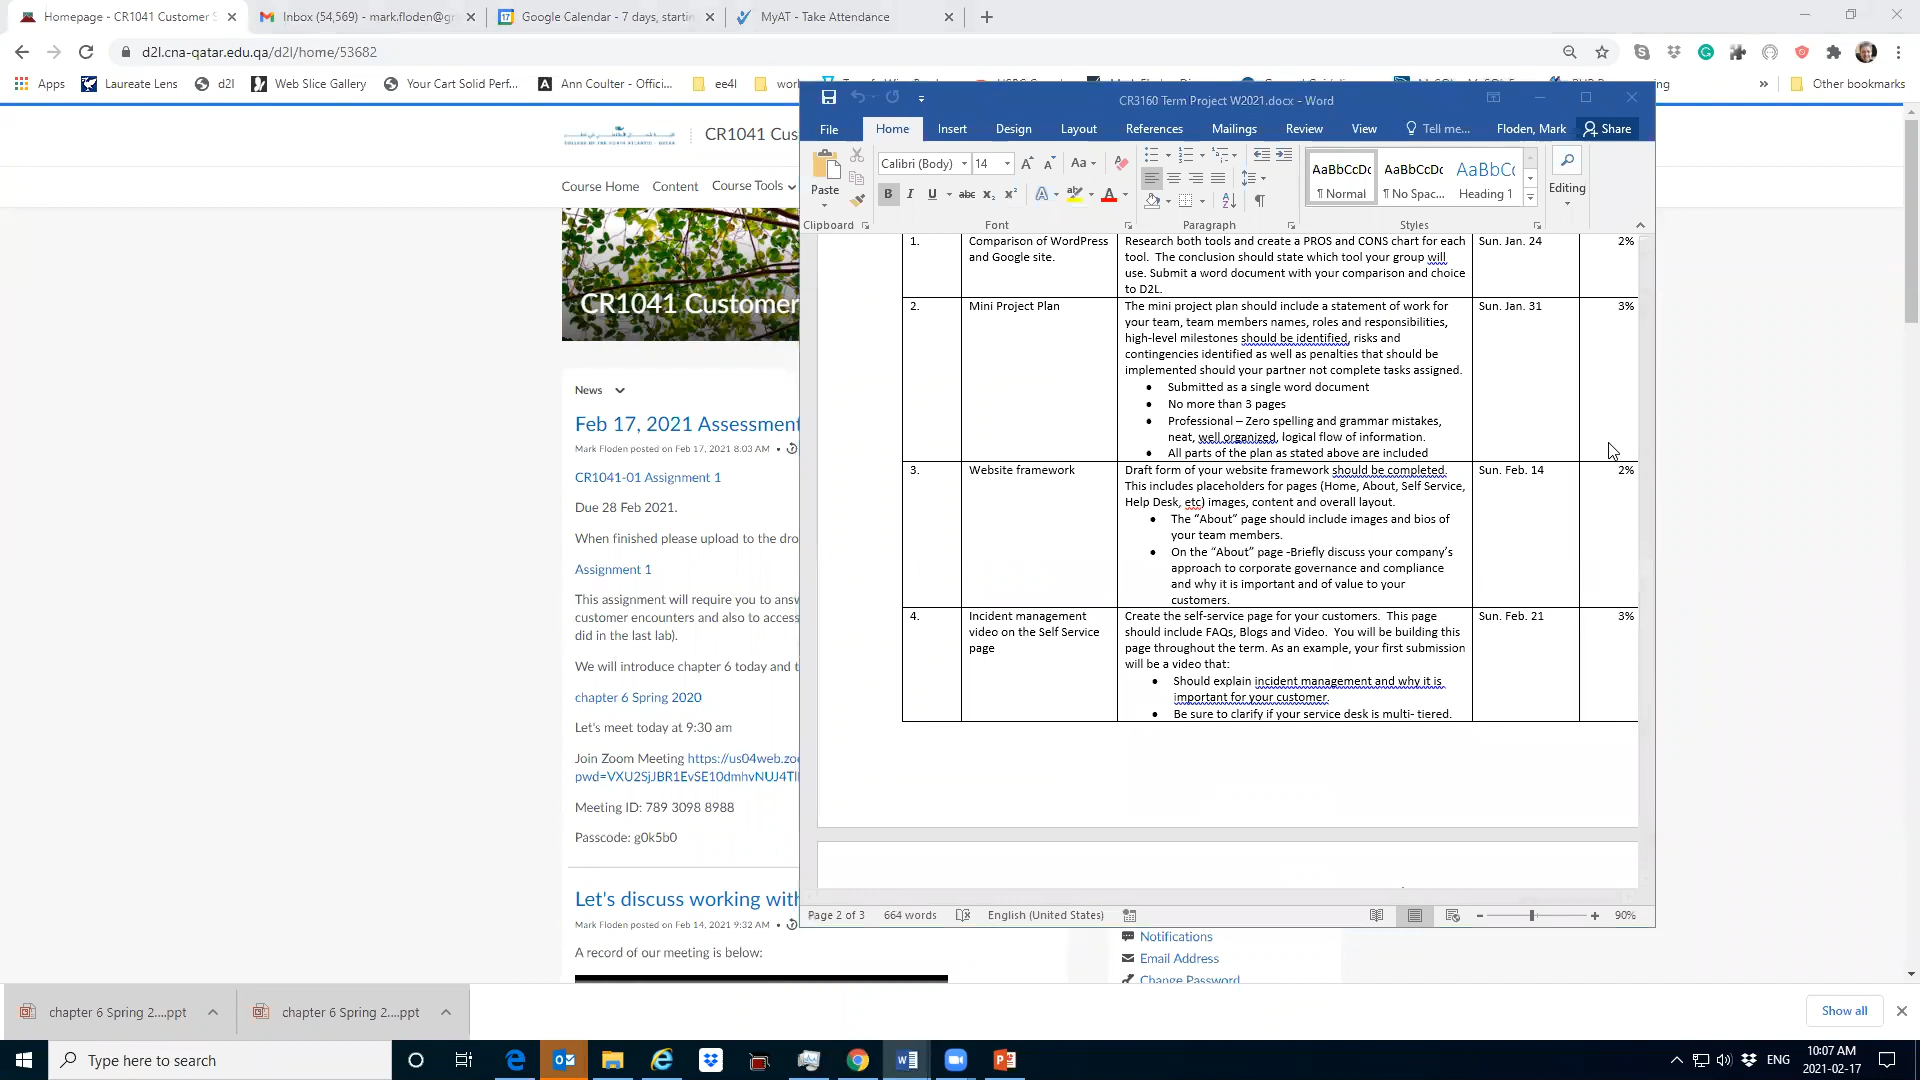 Homepage - CR1041 Customer S
Inbox (54,569) - mark.floden@gr
Google Calendar - 7 days, startin
MyAT - Take Attendance
d2l.cna-qatar.edu.qa/d2l/home/53682
Apps
Laureate Lens
d2l
Web Slice Gallery
Your Cart Solid Perf...
Ann Coulter - Offici...
ee4l
Other bookmarks
CR1041 Cus
Course Home
Content
Course Tools
CR1041 Customer
News
Feb 17, 2021 Assessment
Mark Floden posted on Feb 17, 2021 8:03 AM
CR1041-01 Assignment 1
Due 28 Feb 2021.
When finished please upload to the dro
Assignment 1
This assignment will require you to answ
customer encounters and also to access
did in the last lab).
We will introduce chapter 6 today and t
chapter 6 Spring 2020
Let's meet today at 9:30 am
Join Zoom Meeting https://us04web.zoo
pwd=VXU2SjJBR1EvSE10dmhvNUJ4Tl
Meeting ID: 789 3098 8988
Passcode: g0k5b0
Let's discuss working with
Mark Floden posted on Feb 14, 2021 9:32 AM
A record of our meeting is below:
CR3160 Term Project W2021.docx - Word
File
Home
Insert
Design
Layout
References
Mailings
Review
View
Tell me...
Floden, Mark
Share
Paste
Calibri (Body)
14
Aa
B I U abc x₂ x²
A
A
AaBbCcDc
¶ Normal
AaBbCcDc
¶ No Spac...
AaBbCc
Heading 1
Editing
Clipboard
Font
Paragraph
Styles
1.
Comparison of WordPress
and Google site.
Research both tools and create a PROS and CONS chart for each
tool. The conclusion should state which tool your group will
use. Submit a word document with your comparison and choice
to D2L.
Sun. Jan. 24
2%
2.
Mini Project Plan
The mini project plan should include a statement of work for
your team, team members names, roles and responsibilities,
high-level milestones should be identified, risks and
contingencies identified as well as penalties that should be
implemented should your partner not complete tasks assigned.
• Submitted as a single word document
• No more than 3 pages
• Professional – Zero spelling and grammar mistakes,
neat, well organized, logical flow of information.
• All parts of the plan as stated above are included
Sun. Jan. 31
3%
3.
Website framework
Draft form of your website framework should be completed.
This includes placeholders for pages (Home, About, Self Service,
Help Desk, etc) images, content and overall layout.
• The “About” page should include images and bios of
your team members.
• On the “About” page -Briefly discuss your company’s
approach to corporate governance and compliance
and why it is important and of value to your
customers.
Sun. Feb. 14
2%
4.
Incident management
video on the Self Service
page
Create the self-service page for your customers. This page
should include FAQs, Blogs and Video. You will be building this
page throughout the term. As an example, your first submission
will be a video that:
• Should explain incident management and why it is
important for your customer.
• Be sure to clarify if your service desk is multi- tiered.
Sun. Feb. 21
3%
Page 2 of 3
664 words
English (United States)
90%
Notifications
Email Address
Change Password
chapter 6 Spring 2....ppt
chapter 6 Spring 2....ppt
Show all
Type here to search
ENG
10:07 AM
2021-02-17